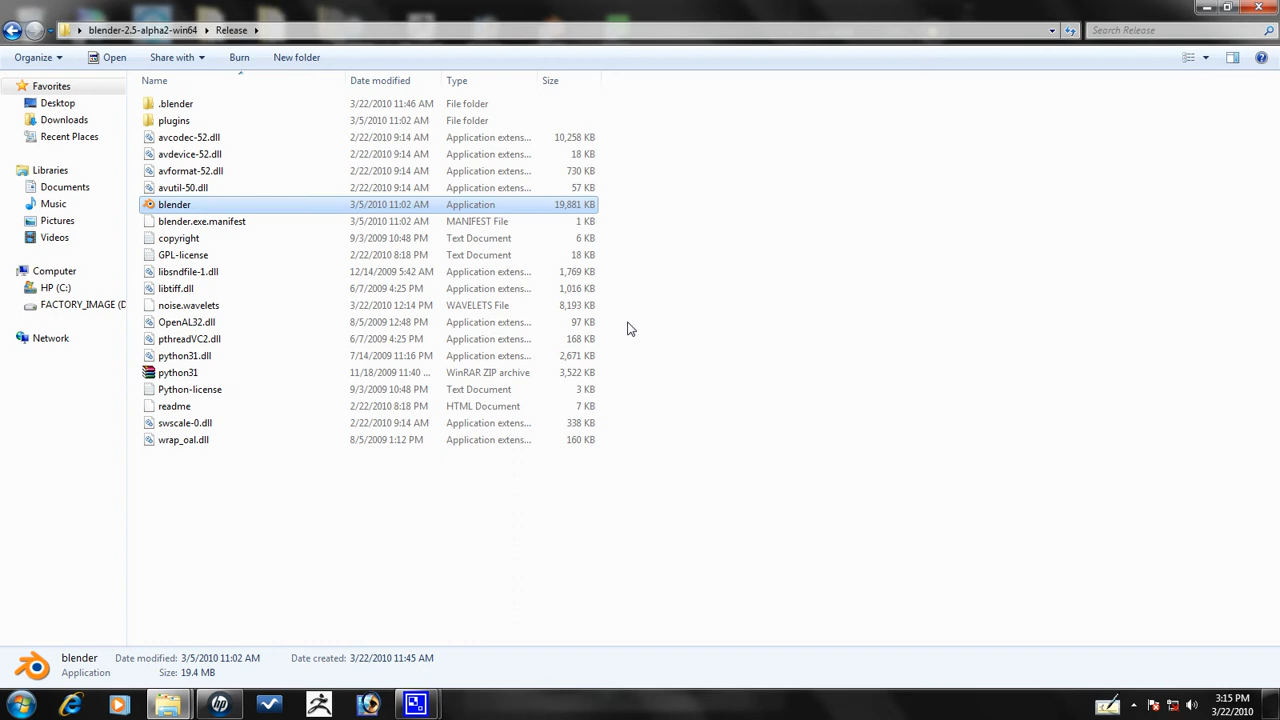 blender-2.5-alpha2-win64 Release
Search Release
Organize Open Share with Burn New folder
Name Date modified Type Size
Favorites
Desktop
Downloads
Recent Places
Libraries
Documents
Music
Pictures
Videos
Computer
HP (C:)
FACTORY_IMAGE (D
Network
.blender 3/22/2010 11:46 AM File folder
plugins 3/5/2010 11:02 AM File folder
avcodec-52.dll 2/22/2010 9:14 AM Application extens... 10,258 KB
avdevice-52.dll 2/22/2010 9:14 AM Application extens... 18 KB
avformat-52.dll 2/22/2010 9:14 AM Application extens... 730 KB
avutil-50.dll 2/22/2010 9:14 AM Application extens... 57 KB
blender 3/5/2010 11:02 AM Application 19,881 KB
blender.exe.manifest 3/5/2010 11:02 AM MANIFEST File 1 KB
copyright 9/3/2009 10:48 PM Text Document 6 KB
GPL-license 2/22/2010 8:18 PM Text Document 18 KB
libsndfile-1.dll 12/14/2009 5:42 AM Application extens... 1,769 KB
libtiff.dll 6/7/2009 4:25 PM Application extens... 1,016 KB
noise.wavelets 3/22/2010 12:14 PM WAVELETS File 8,193 KB
OpenAL32.dll 8/5/2009 12:48 PM Application extens... 97 KB
pthreadVC2.dll 6/7/2009 4:25 PM Application extens... 168 KB
python31.dll 7/14/2009 11:16 PM Application extens... 2,671 KB
python31 11/18/2009 11:40 ... WinRAR ZIP archive 3,522 KB
Python-license 9/3/2009 10:48 PM Text Document 3 KB
readme 2/22/2010 8:18 PM HTML Document 7 KB
swscale-0.dll 2/22/2010 9:14 AM Application extens... 338 KB
wrap_oal.dll 8/5/2009 1:12 PM Application extens... 160 KB
blender Date modified: 3/5/2010 11:02 AM Date created: 3/22/2010 11:45 AM
Application Size: 19.4 MB
hp
3:15 PM
3/22/2010